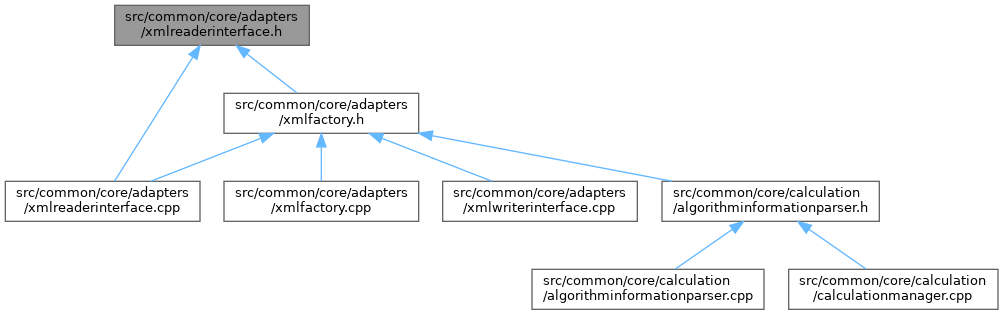 src/common/core/adapters
/xmlreaderinterface.h
src/common/core/adapters
/xmlfactory.h
src/common/core/adapters
/xmlreaderinterface.cpp
src/common/core/adapters
/xmlfactory.cpp
src/common/core/adapters
/xmlwriterinterface.cpp
src/common/core/calculation
/algorithminformationparser.h
src/common/core/calculation
/algorithminformationparser.cpp
src/common/core/calculation
/calculationmanager.cpp